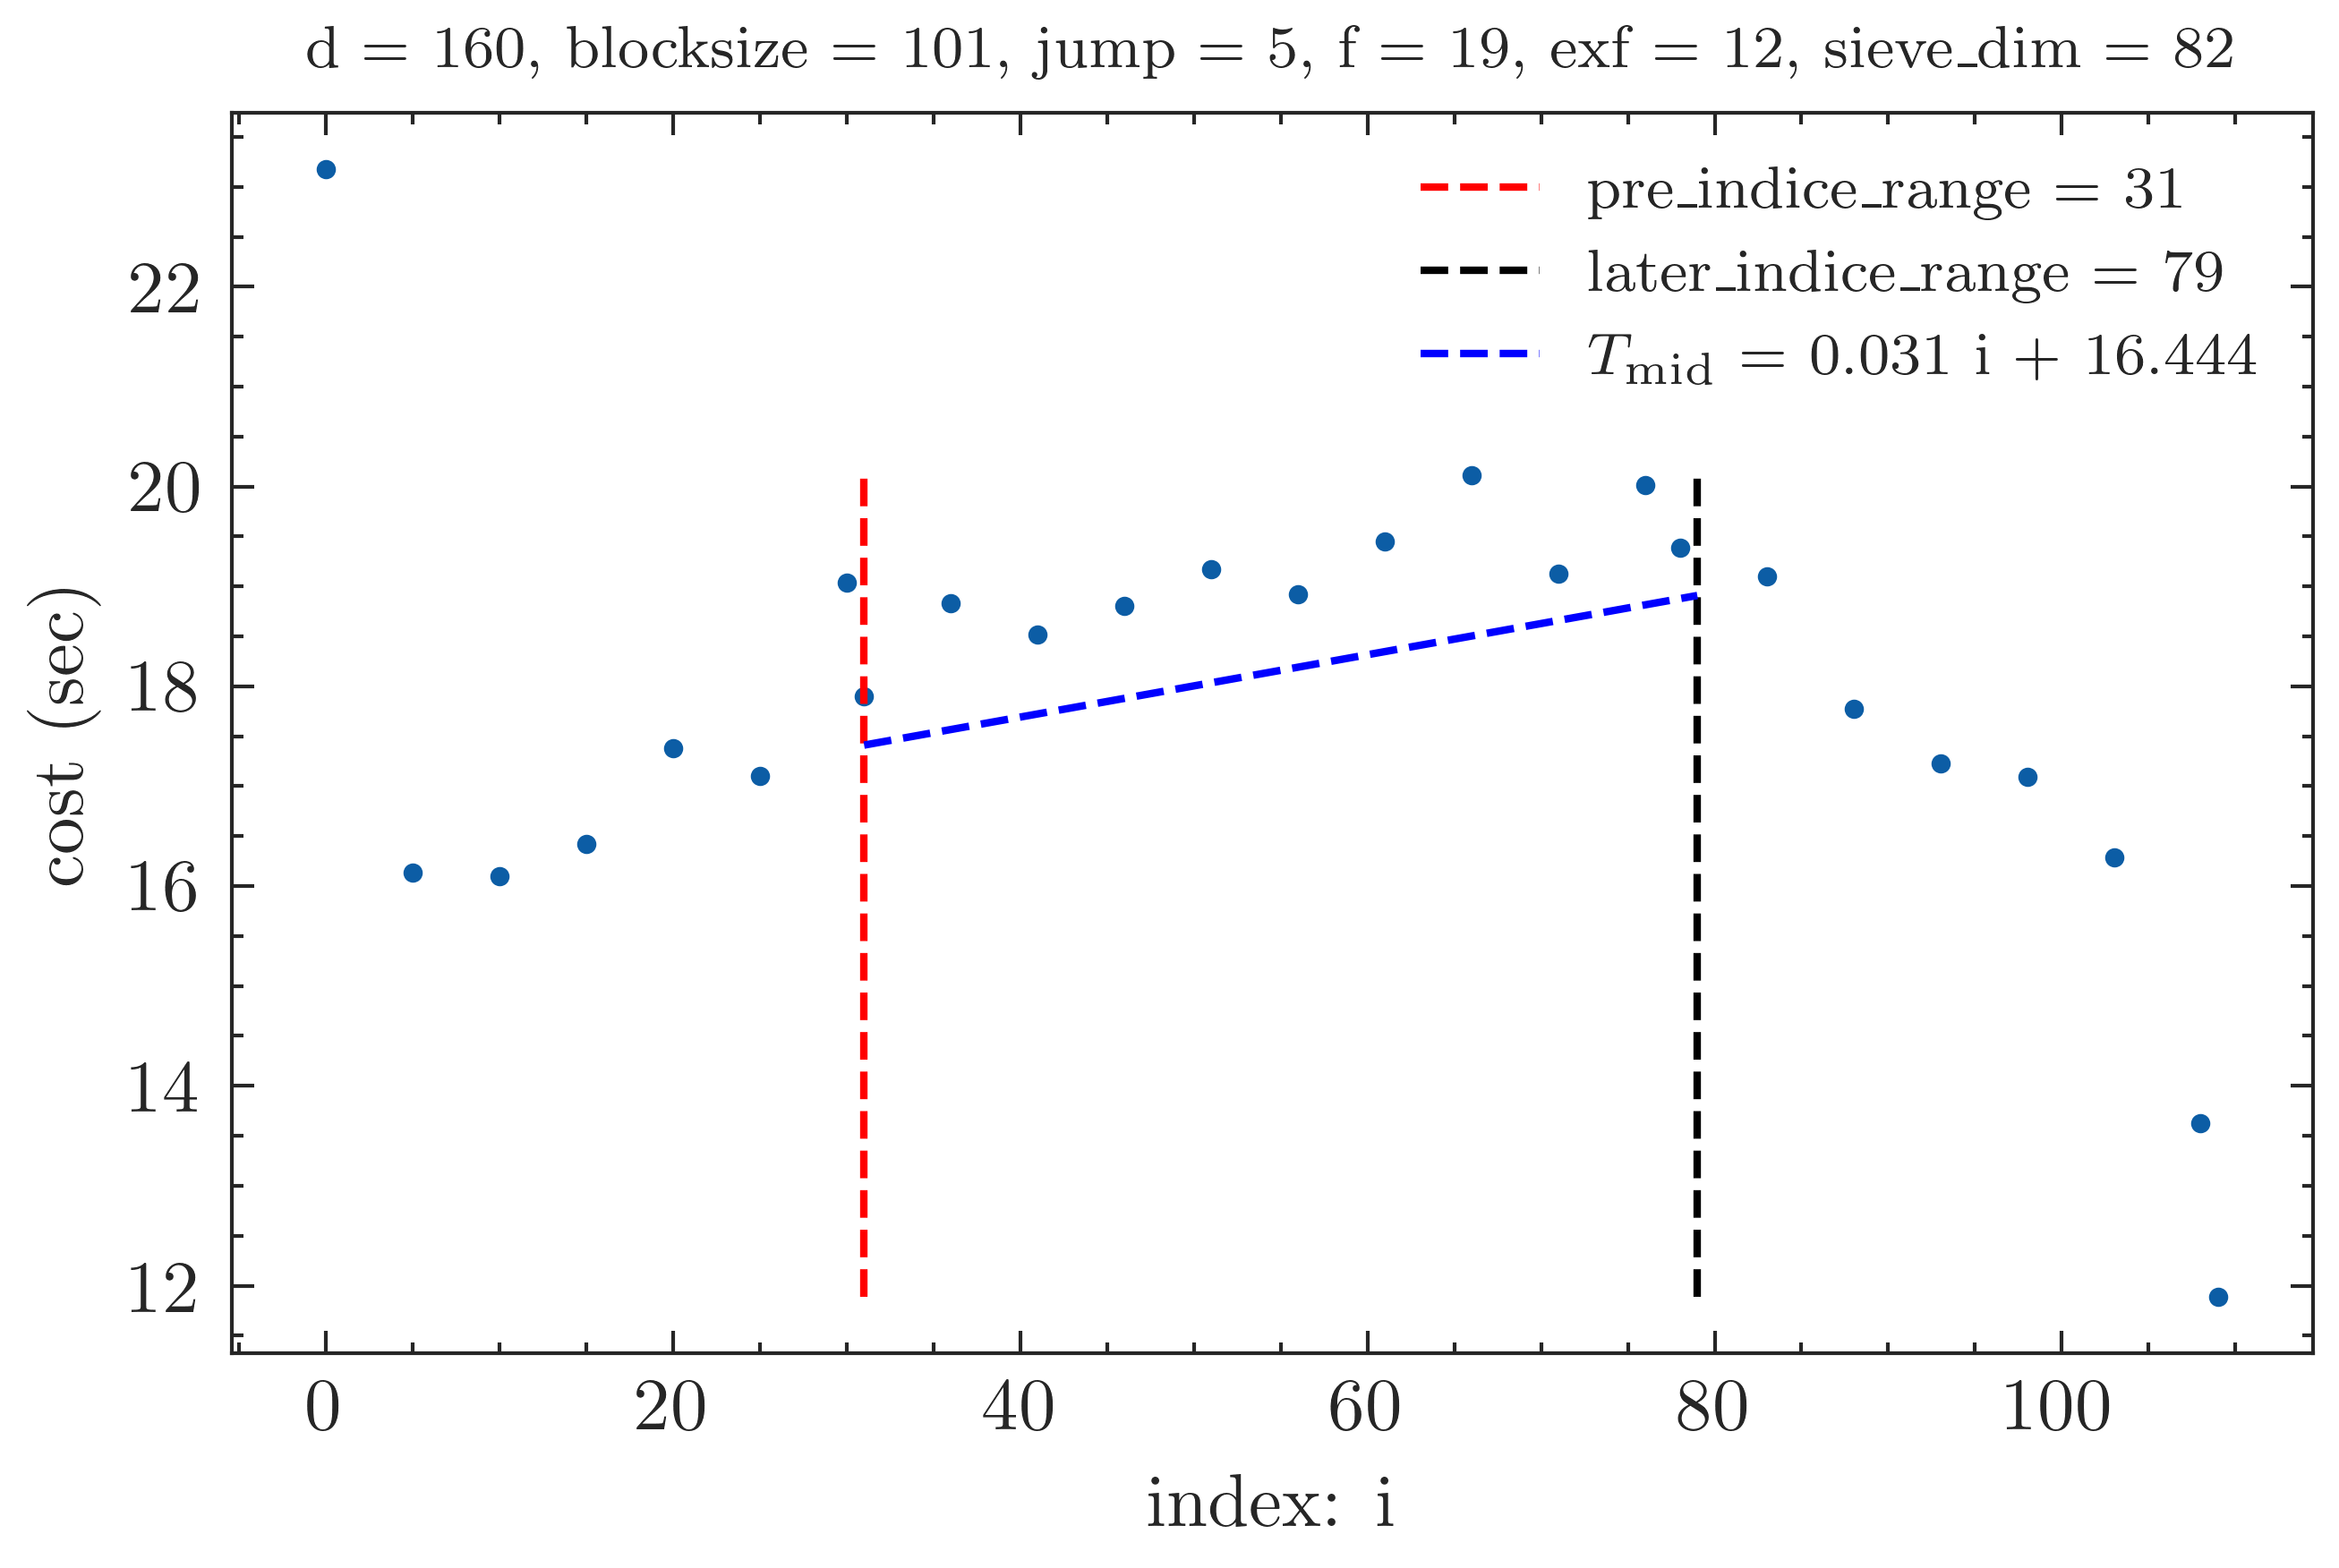 d = 160, blocksize = 101, jump = 5, f = 19, exf = 12, sieve_dim = 82
pre_indice_range = 31
later_indice_range = 79
T_mid = 0.031 i + 16.444
cost (sec)
22
20
18
16
14
12
0 20 40 60 80 100
index: i